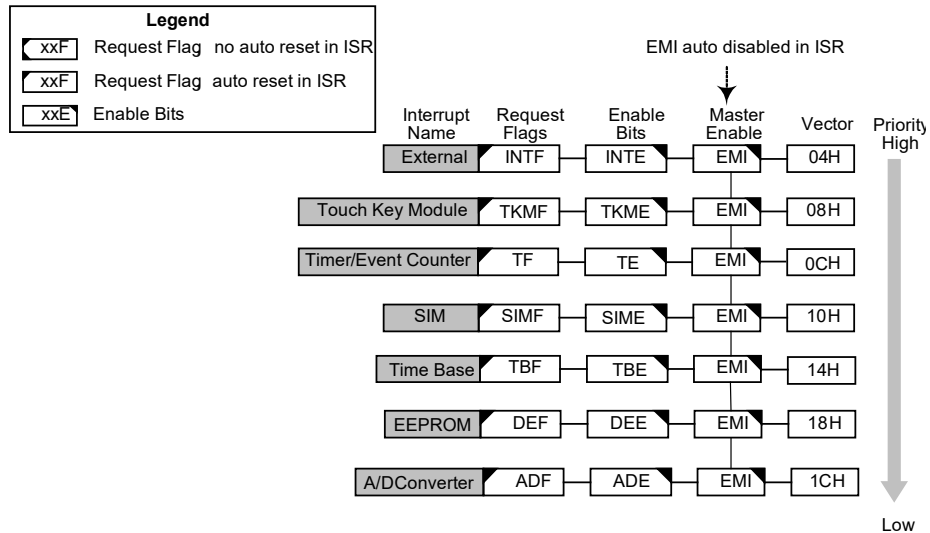 Legend
xxF Request Flag no auto reset in ISR
xxF Request Flag auto reset in ISR
xxE Enable Bits
EMI auto disabled in ISR
Interrupt Name Request Flags Enable Bits Master Enable Vector Priority High
External INTF INTE EMI 04H
Touch Key Module TKMF TKME EMI 08H
Timer/Event Counter TF TE EMI 0CH
SIM SIMF SIME EMI 10H
Time Base TBF TBE EMI 14H
EEPROM DEF DEE EMI 18H
A/DConverter ADF ADE EMI 1CH
Low